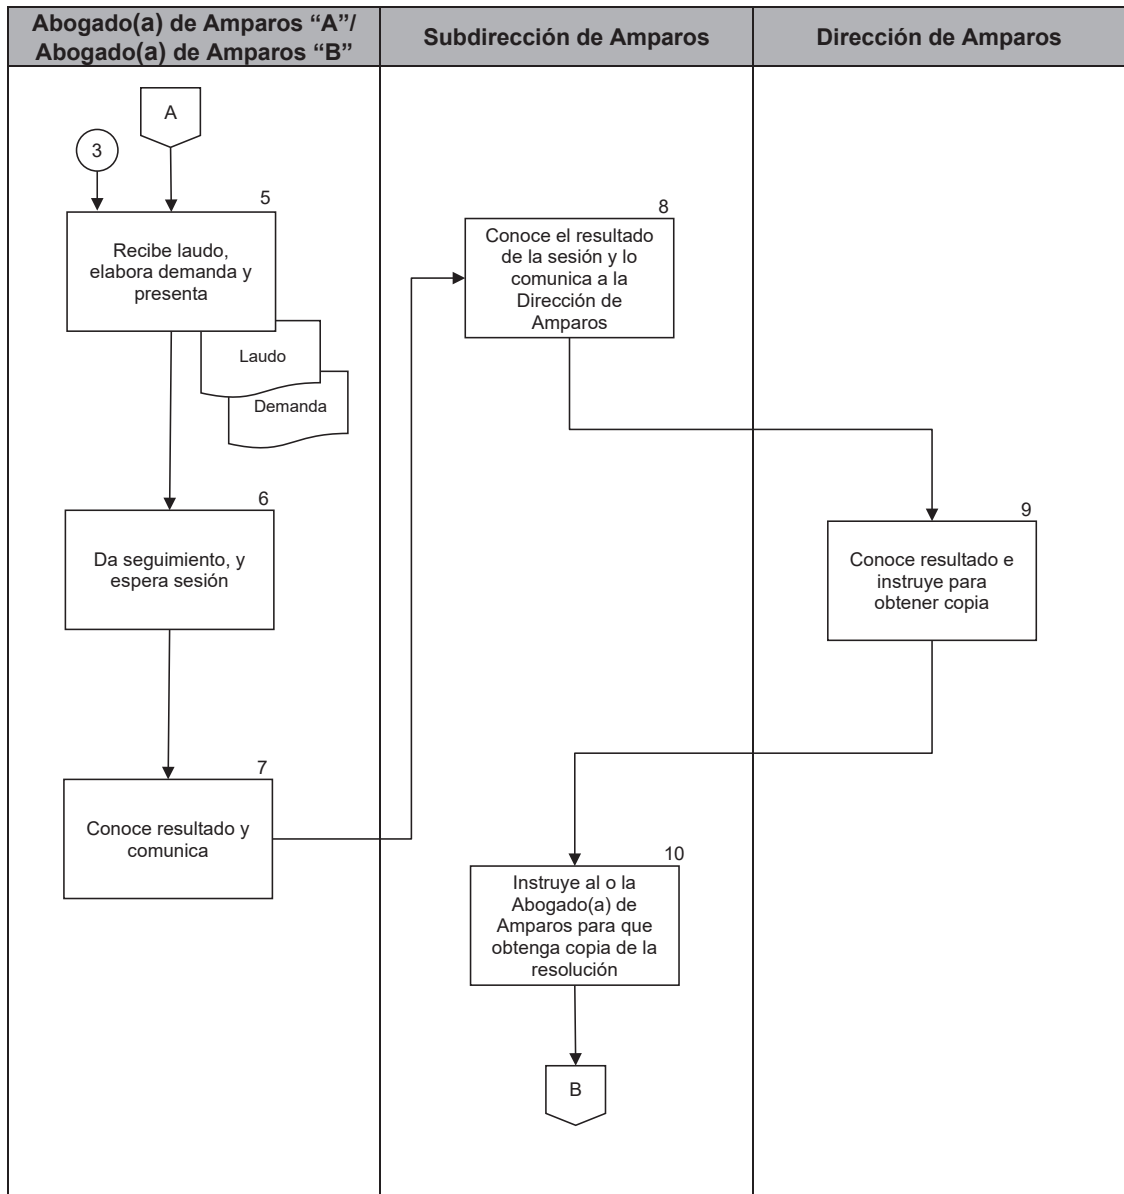 Abogado(a) de Amparos “A”/
Abogado(a) de Amparos “B”
Subdirección de Amparos
Dirección de Amparos
A
3
5
Recibe laudo,
elabora demanda y
presenta
Laudo
Demanda
6
Da seguimiento, y
espera sesión
7
Conoce resultado y
comunica
8
Conoce el resultado
de la sesión y lo
comunica a la
Dirección de
Amparos
9
Conoce resultado e
instruye para
obtener copia
10
Instruye al o la
Abogado(a) de
Amparos para que
obtenga copia de la
resolución
B